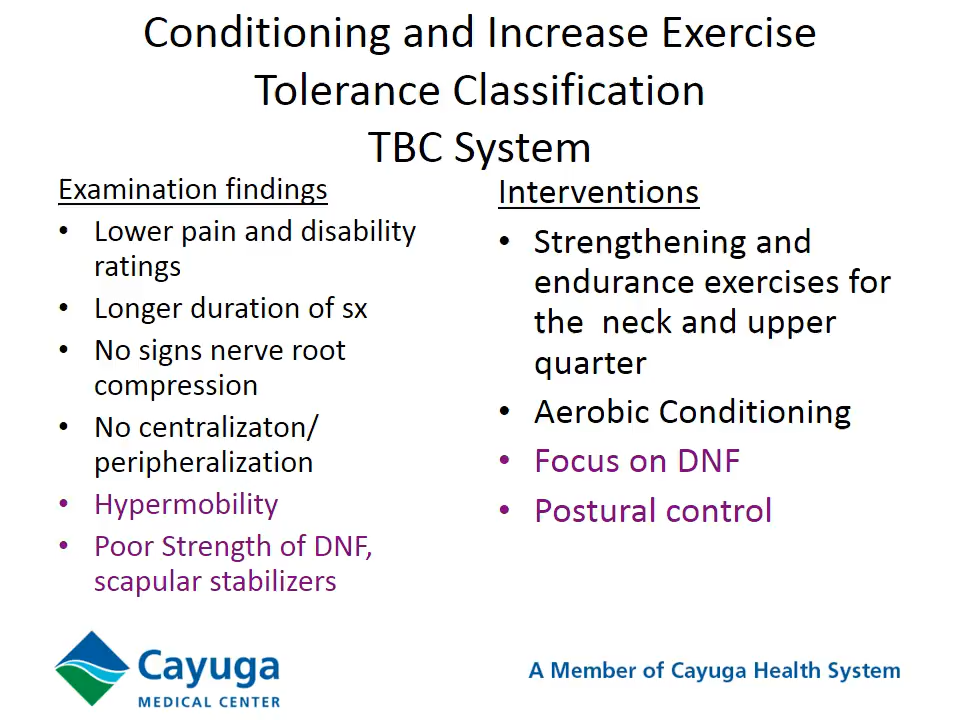 Conditioning and Increase Exercise
Tolerance Classification
TBC System
Examination findings
• Lower pain and disability
ratings
• Longer duration of sx
• No signs nerve root
compression
• No centralizaton/
peripheralization
• Hypermobility
• Poor Strength of DNF,
scapular stabilizers
Interventions
• Strengthening and
endurance exercises for
the  neck and upper
quarter
• Aerobic Conditioning
• Focus on DNF
• Postural control
Cayuga
MEDICAL CENTER
A Member of Cayuga Health System